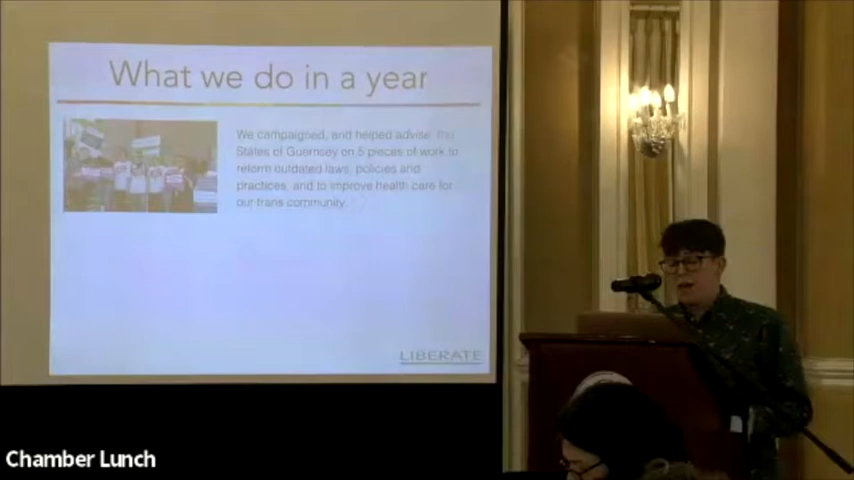 What we do in a year
We campaigned, and helped advise, the
States of Guernsey on 5 pieces of work to
reform outdated laws, policies and
practices, and to improve health care for
our trans community.
LIBERATE
Chamber Lunch